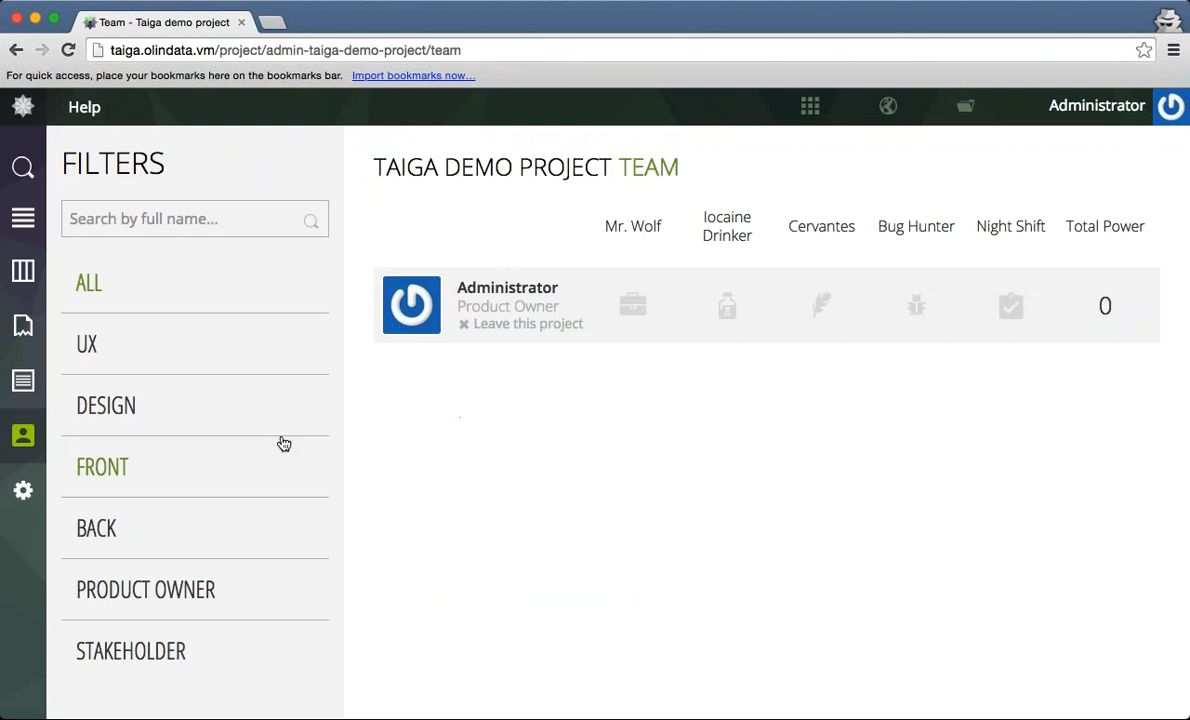 Team - Taiga demo project
taiga.olindata.vm/project/admin-taiga-demo-project/team
For quick access, place your bookmarks here on the bookmarks bar. Import bookmarks now...
Help
Administrator
FILTERS
Search by full name...
ALL
UX
DESIGN
FRONT
BACK
PRODUCT OWNER
STAKEHOLDER
TAIGA DEMO PROJECT TEAM
Mr. Wolf
Iocaine
Drinker
Cervantes
Bug Hunter
Night Shift
Total Power
Administrator
Product Owner
Leave this project
0